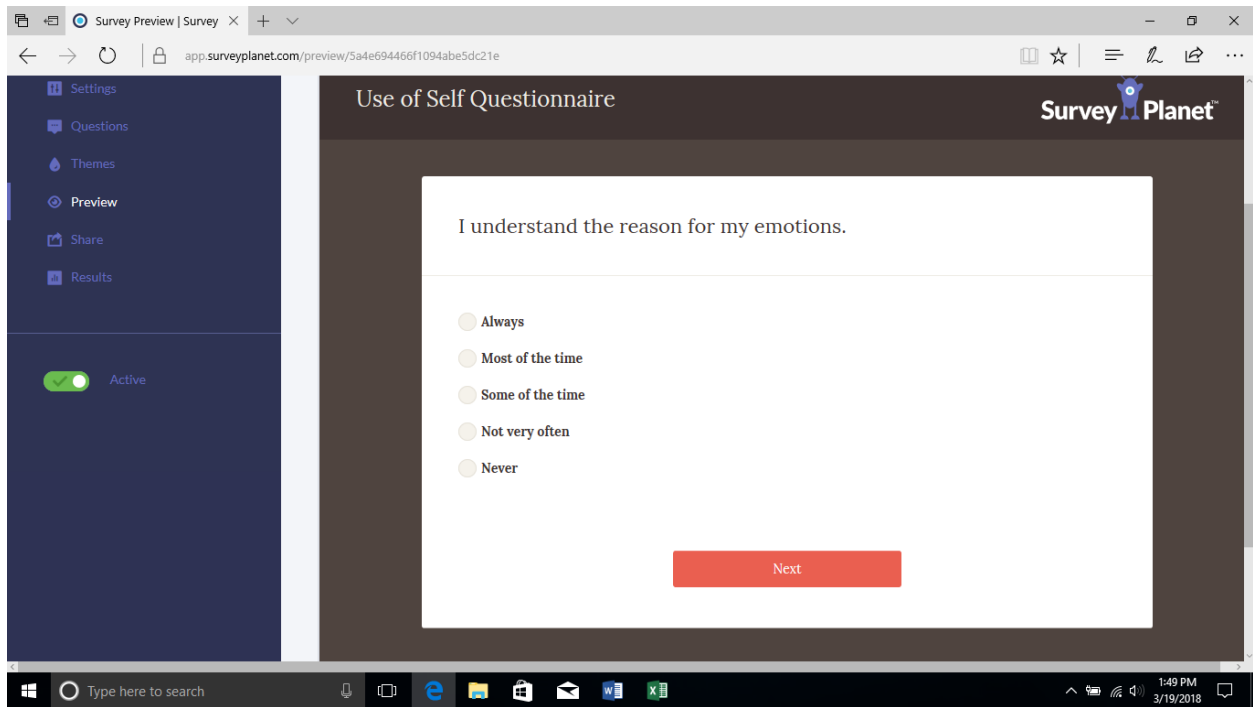 Survey Preview | Survey
app.surveyplanet.com/preview/5a4e694466f1094abe5dc21e
Settings
Questions
Themes
Preview
Share
Results
Active
Use of Self Questionnaire
Survey Planet™
I understand the reason for my emotions.
Always
Most of the time
Some of the time
Not very often
Never
Next
Type here to search
1:49 PM
3/19/2018